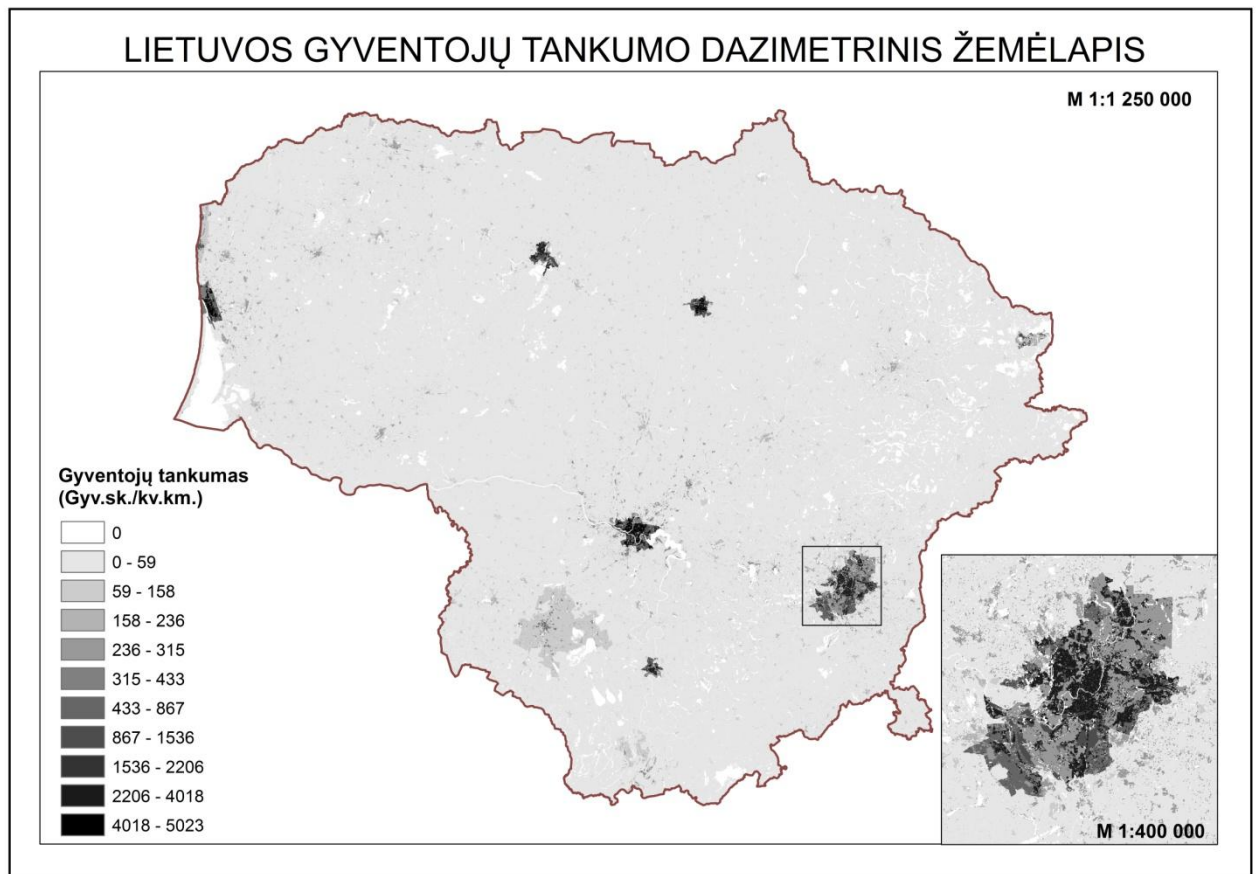 LIETUVOS GYVENTOJŲ TANKUMO DAZIMETRINIS ŽEMĖLAPIS
M 1:1 250 000
Gyventojų tankumas
(Gyv.sk./kv.km.)
0
0 - 59
59 - 158
158 - 236
236 - 315
315 - 433
433 - 867
867 - 1536
1536 - 2206
2206 - 4018
4018 - 5023
M 1:400 000